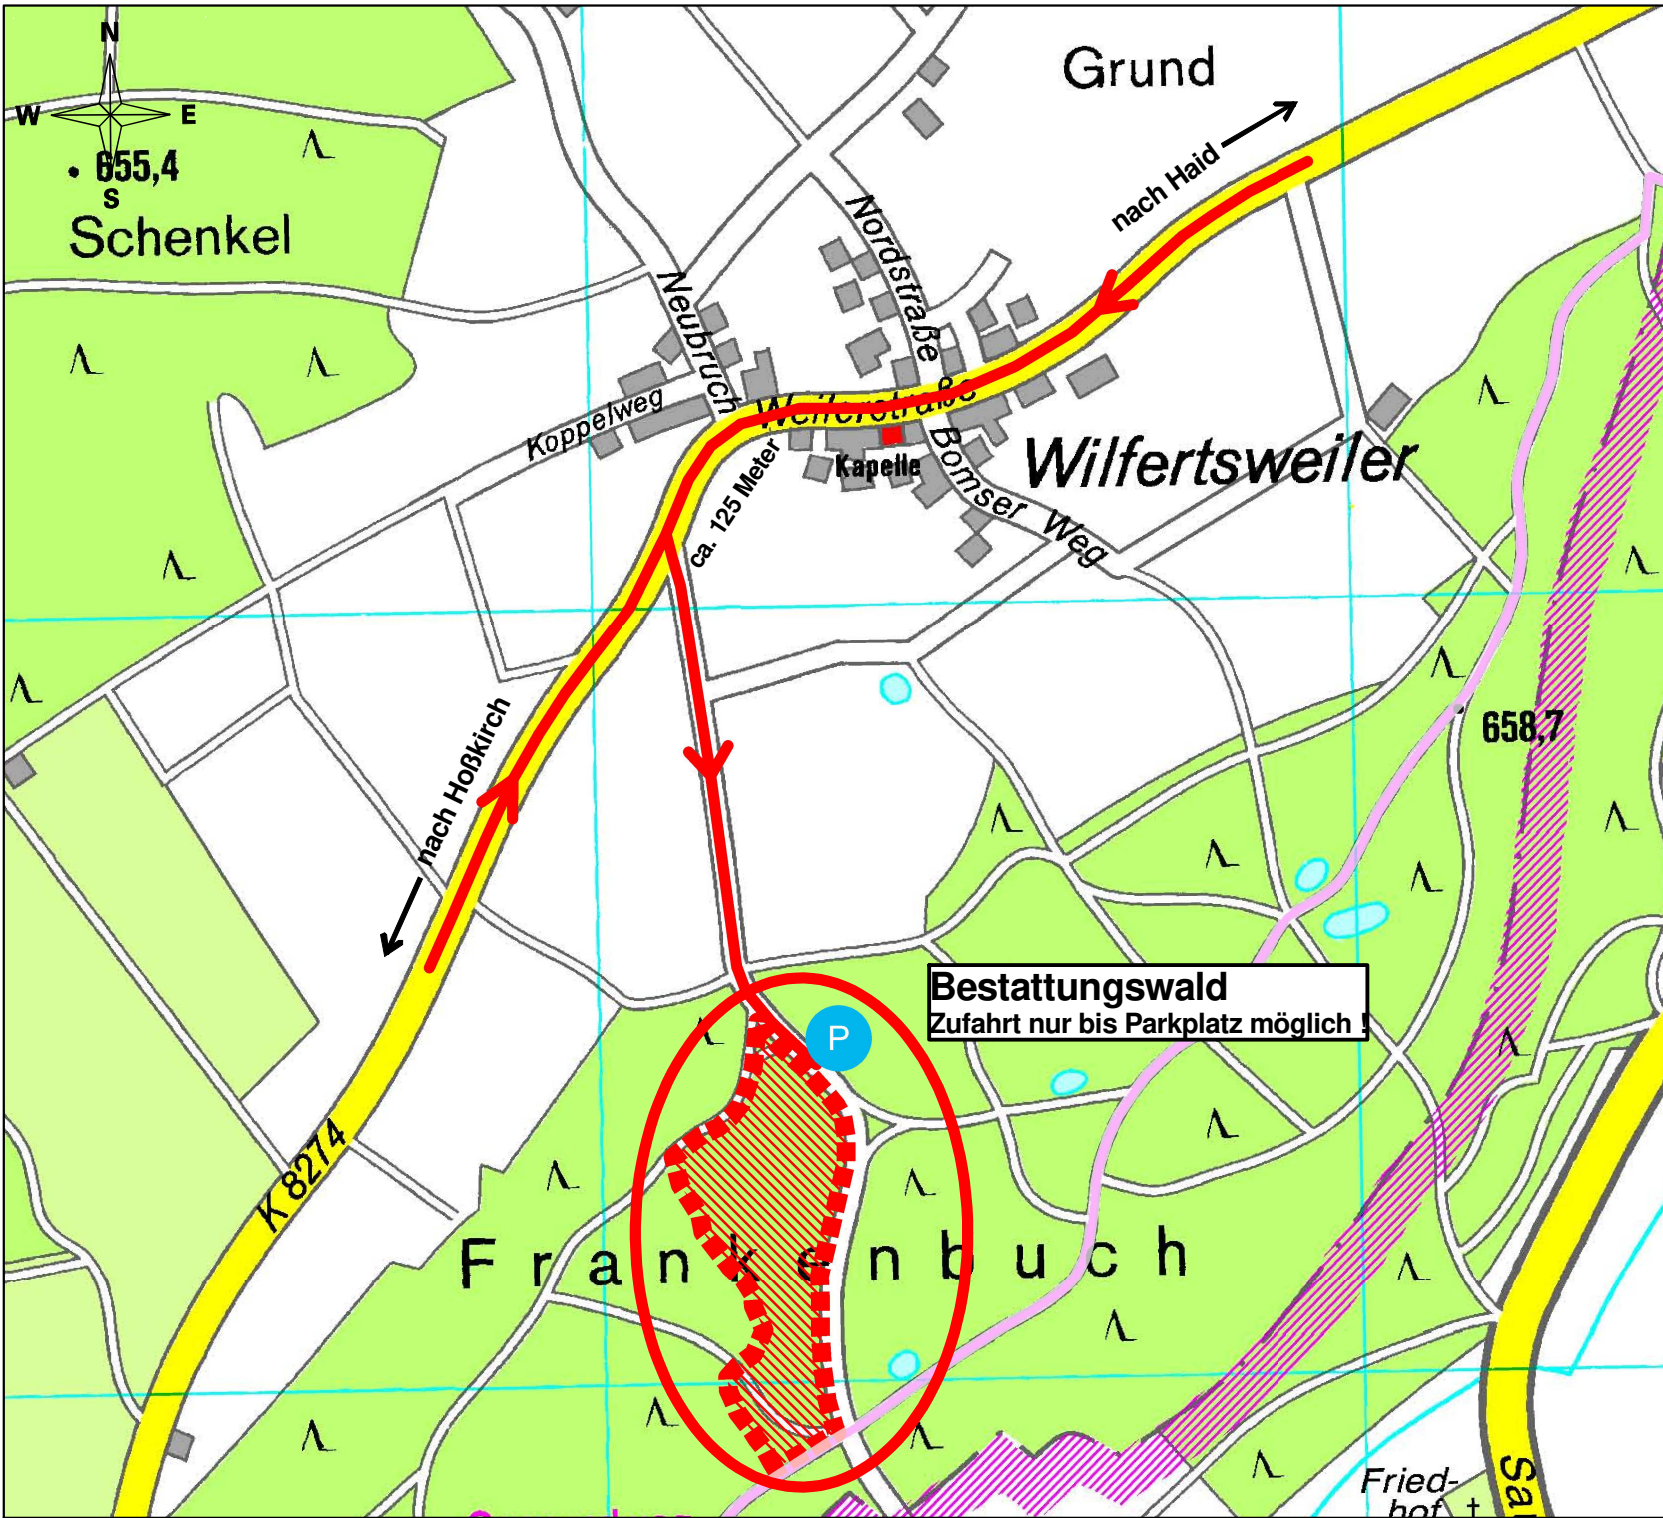 N
W E
655,4
S
Schenkel
Grund
nach Haid
Nordstraße
Neubruch
Koppelweg
Weilerstraße
Kapelle
Bomser Weg
Wilfertsweiler
ca. 125 Meter
nach Hoßkirch
658,7
Bestattungswald
Zufahrt nur bis Parkplatz möglich !
P
K 8274
Frankenbuch
Fried-
hof